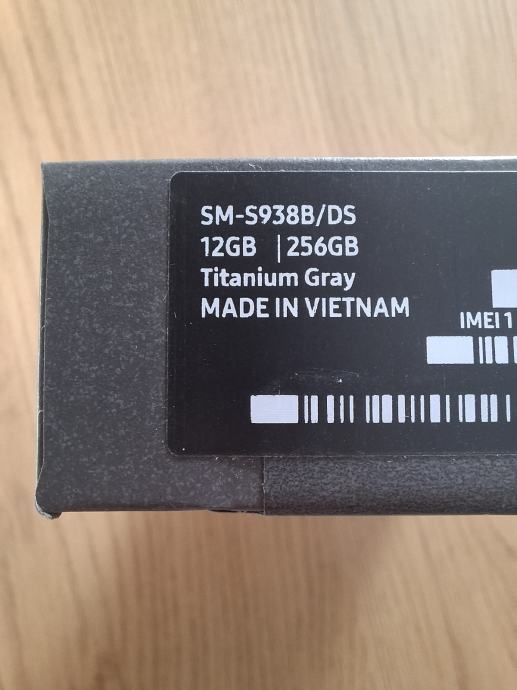 SM-S938B/DS
12GB | 256GB
Titanium Gray
MADE IN VIETNAM
IMEI 1